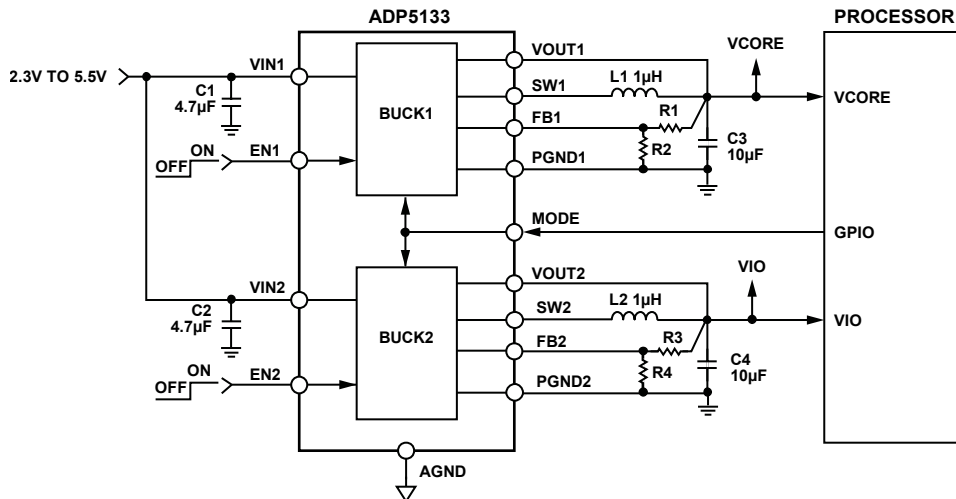 ADP5133
PROCESSOR
2.3V TO 5.5V
VIN1
C1
4.7µF
OFF
ON
EN1
BUCK1
VOUT1
SW1
FB1
PGND1
L1 1µH
R1
R2
C3
10µF
VCORE
VCORE
MODE
GPIO
VIN2
C2
4.7µF
OFF
ON
EN2
BUCK2
VOUT2
SW2
FB2
PGND2
L2 1µH
R3
R4
C4
10µF
VIO
VIO
AGND